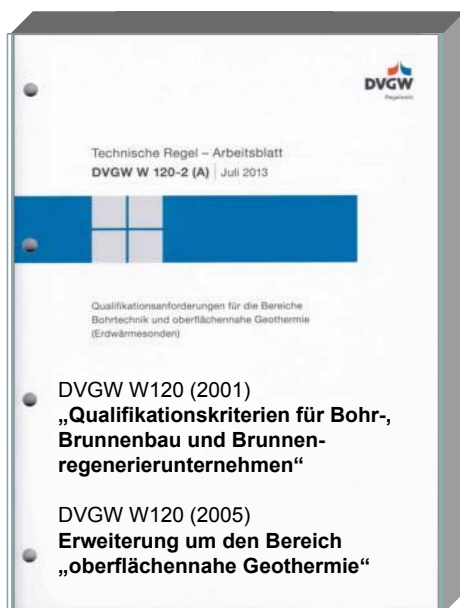 DVGW
Regelwerk
Technische Regel – Arbeitsblatt
DVGW W 120-2 (A) | Juli 2013
Qualifikationsanforderungen für die Bereiche
Bohrtechnik und oberflächennahe Geothermie
(Erdwärmesonden)
DVGW W120 (2001)
„Qualifikationskriterien für Bohr-,
Brunnenbau und Brunnen-
regenerierunternehmen“
DVGW W120 (2005)
Erweiterung um den Bereich
„oberflächennahe Geothermie“